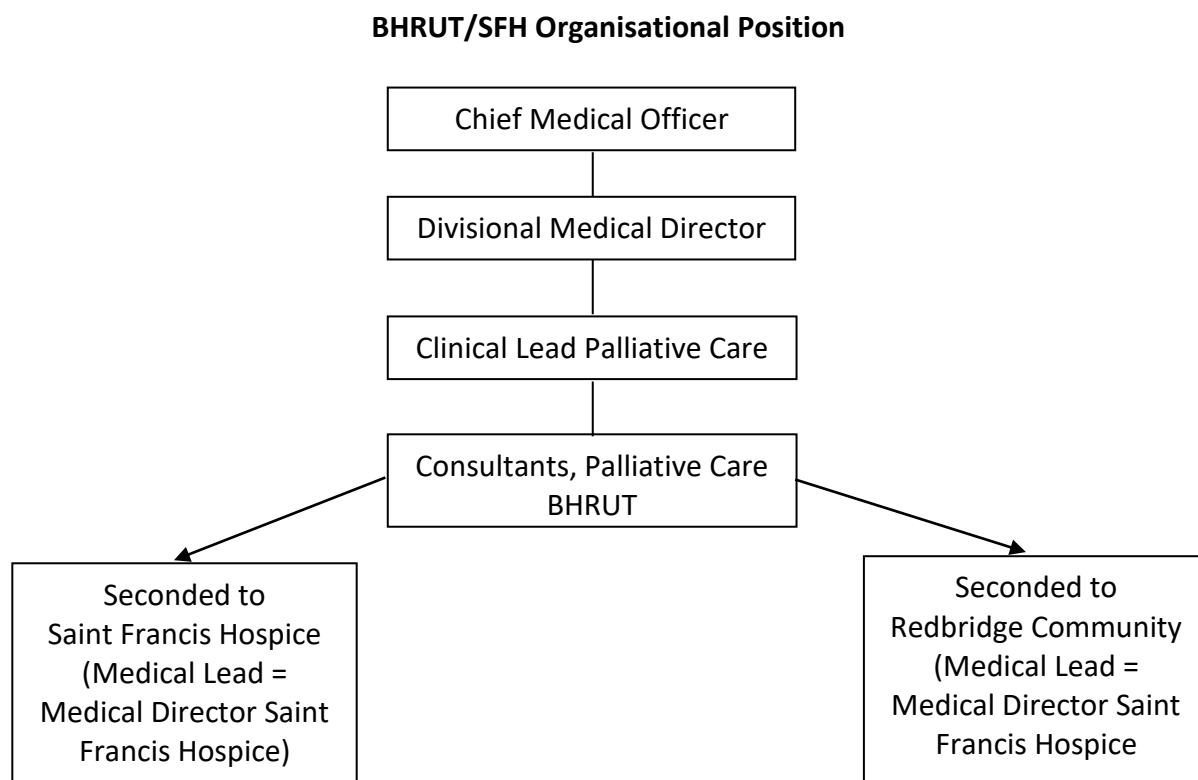 BHRUT/SFH Organisational Position
Chief Medical Officer
Divisional Medical Director
Clinical Lead Palliative Care
Consultants, Palliative Care
BHRUT
Seconded to
Saint Francis Hospice
(Medical Lead =
Medical Director Saint
Francis Hospice)
Seconded to
Redbridge Community
(Medical Lead =
Medical Director Saint
Francis Hospice